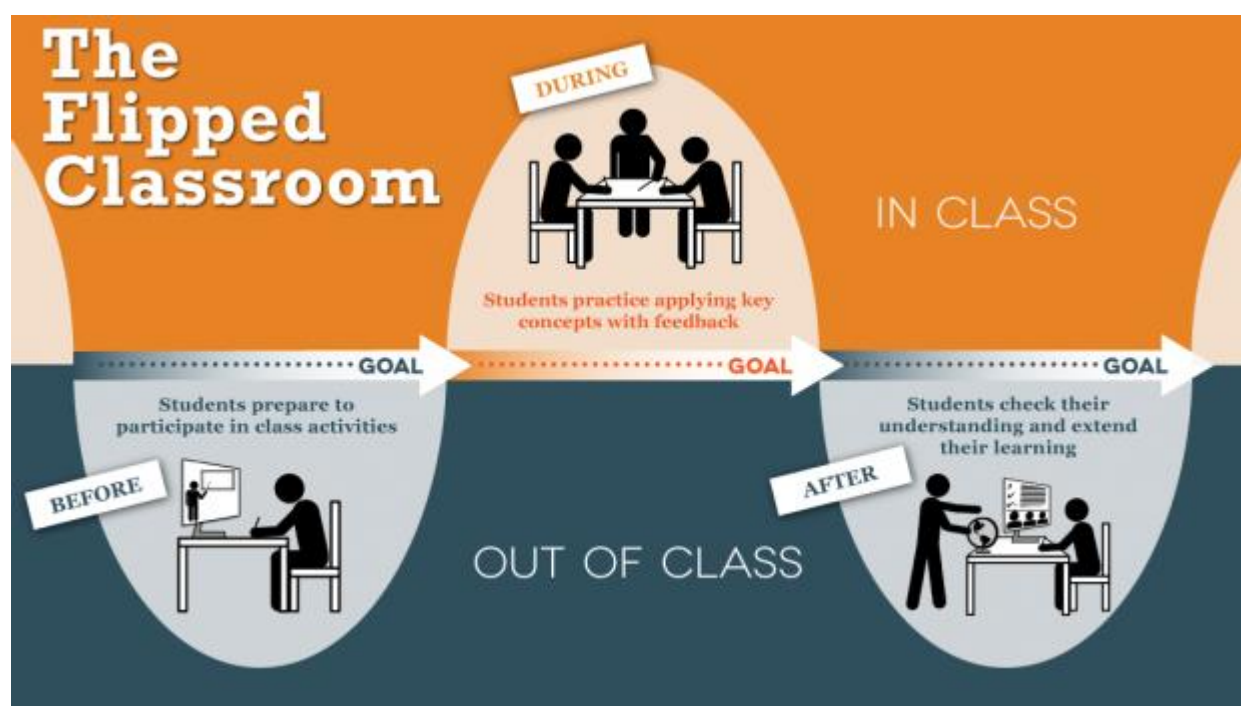 The
Flipped
Classroom
DURING
IN CLASS
Students practice applying key
concepts with feedback
GOAL
GOAL
GOAL
Students prepare to
participate in class activities
BEFORE
OUT OF CLASS
Students check their
understanding and extend
their learning
AFTER